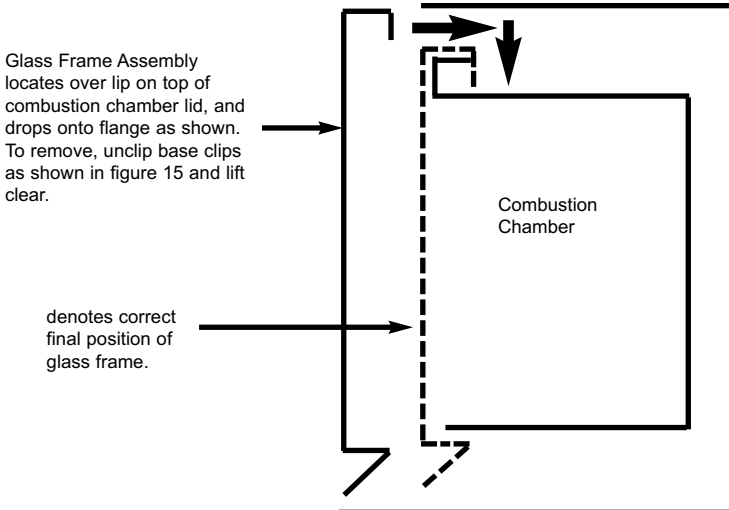 Glass Frame Assembly
locates over lip on top of
combustion chamber lid, and
drops onto flange as shown.
To remove, unclip base clips
as shown in figure 15 and lift
clear.
Combustion
Chamber
denotes correct
final position of
glass frame.